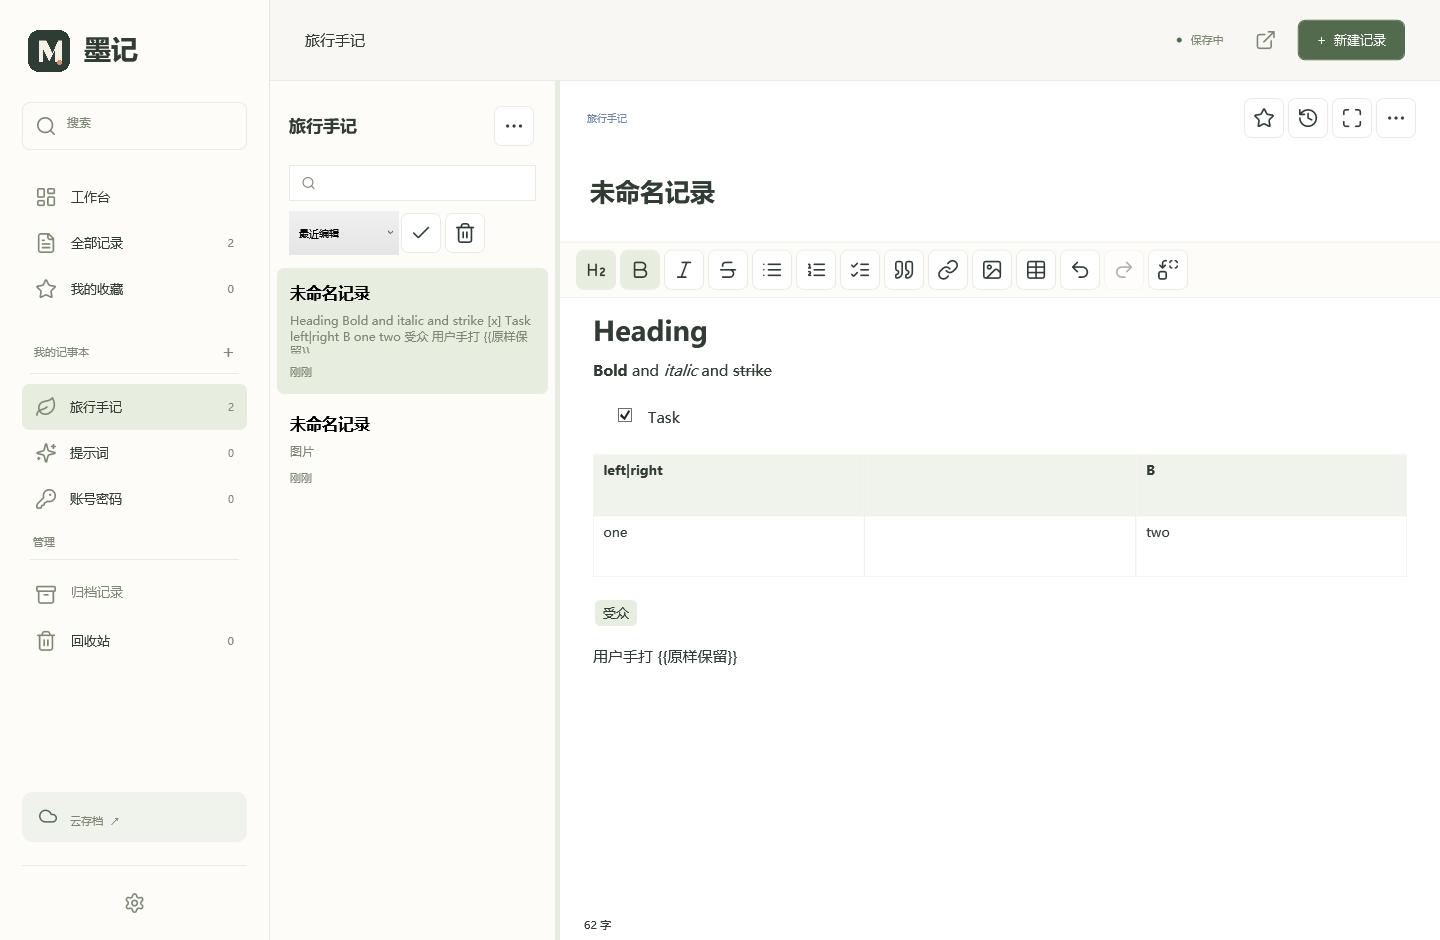 M 墨记
搜索
工作台
全部记录 2
我的收藏 0
我的记事本 +
旅行手记 2
提示词 0
账号密码 0
管理
归档记录
回收站 0
云存档 ↗
旅行手记
保存中
+ 新建记录
旅行手记
最近编辑
未命名记录
Heading Bold and italic and strike [x] Task
left|right B one two 受众 用户手打 {{原样保
留}}
刚刚
未命名记录
图片
刚刚
旅行手记
未命名记录
H2 B I S
Heading
Bold and italic and strike
Task
left|right B
one two
受众
用户手打 {{原样保留}}
62 字